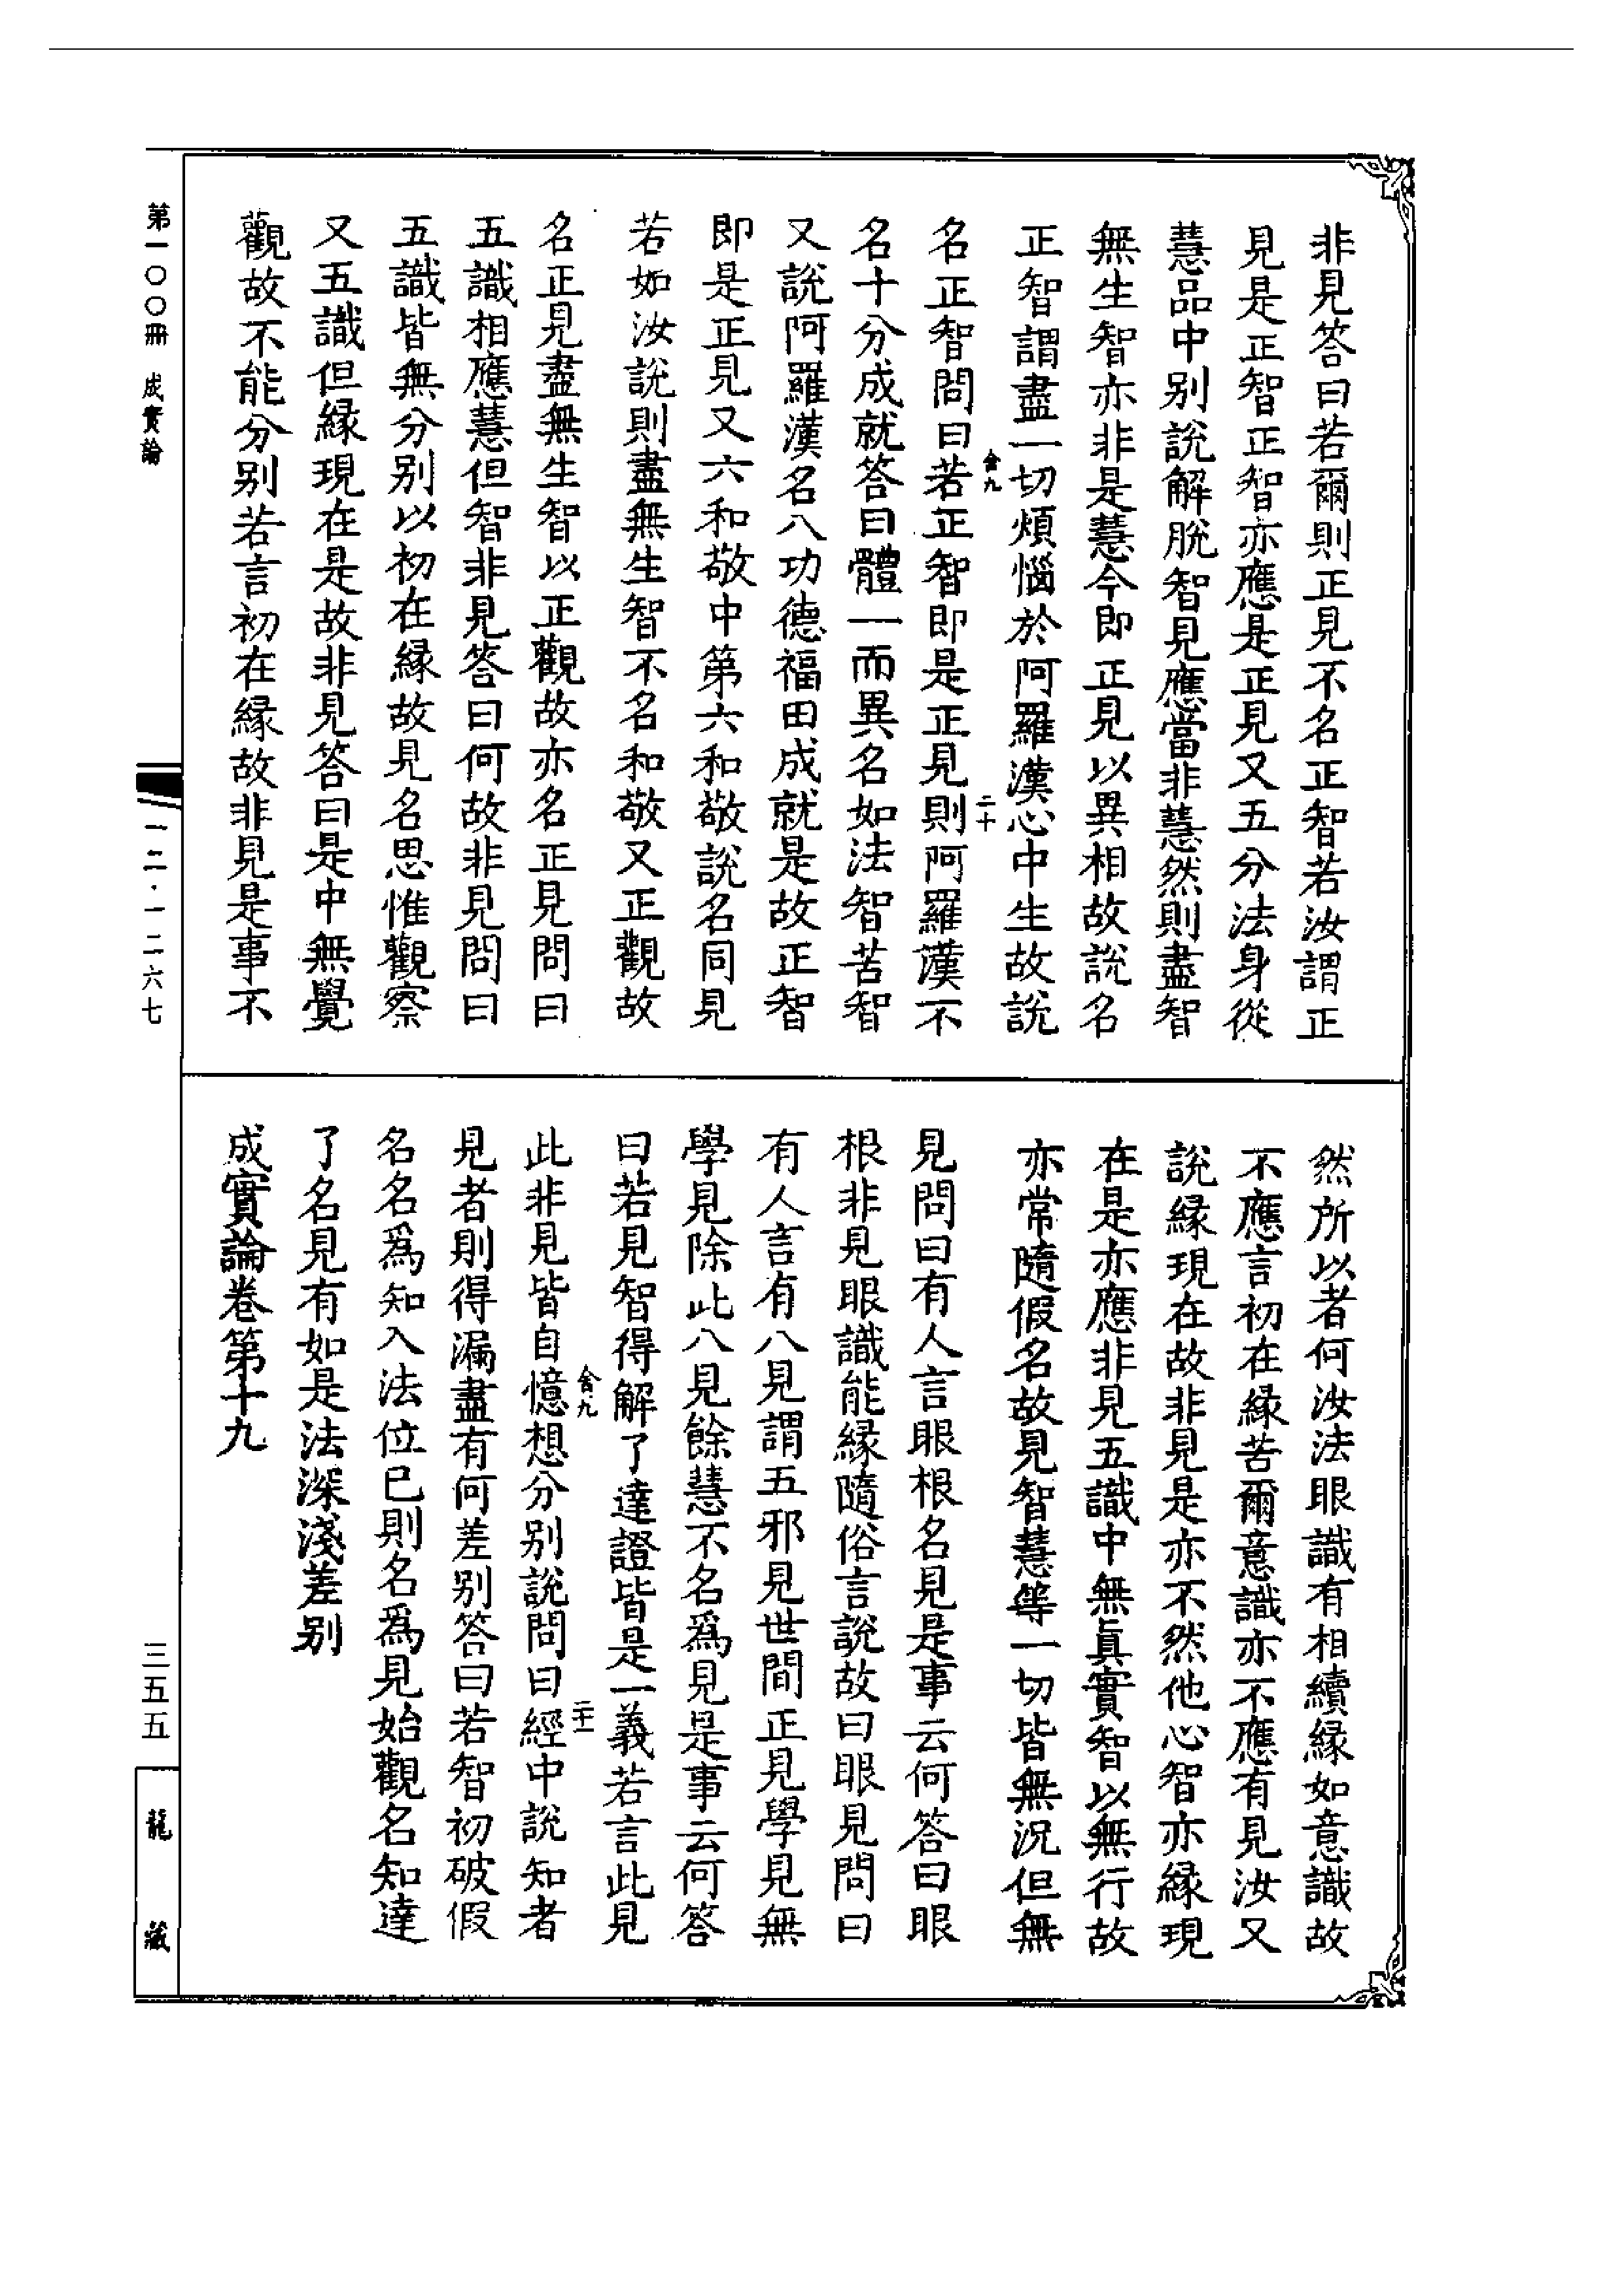 非見答曰若爾則正見不名正智若汝謂正
見是正智正智亦應是正見又五分法身從
慧品中别說解脫智見應當非慧然則盡智
無生智亦非是慧今即正見以異相故說名
正智謂盡一切煩惱於阿羅漢心中生故說
名正智問曰若正智即是正見則阿羅漢不
舍九
二十
名十分成就答曰體一而異名如法智苦智
又說阿羅漢名八功德福田成就是故正智
即是正見又六和敬中第六和敬說名同見
若如汝說則盡無生智不名和敬又正觀故
名正見盡無生智以正觀故亦名正見問曰
五識相應慧但智非見答曰何故非見問曰
五識皆無分别以初在緣故見名思惟觀察
又五識但緣現在是故非見答曰是中無覺
觀故不能分别若言初在緣故非見是事不
然所以者何汝法眼識有相續緣如意識故
不應言初在緣苦爾意識亦不應有見汝又
說緣現在故非見是亦不然他心智亦緣現
在是亦應非見五識中無真實智以無行故
亦常隨假名故見智慧等一切皆無況但無
見問曰有人言眼根名見是事云何答曰眼
根非見眼識能緣隨俗言說故曰眼見問曰
有人言有八見謂五邪見世間正見學見無
學見除此八見餘慧不名爲見是事云何答
曰若見智得解了達證皆是一義若言此見
此非見皆自憶想分别說問曰經中說知者
舍九
二十一
見者則得漏盡有何差别答曰若智初破假
名名爲知入法位已則名爲見始觀名知達
了名見有如是法深淺差别
成實論卷第十九
第一〇〇冊 成實論
一二·一二六七
三五五
龍藏